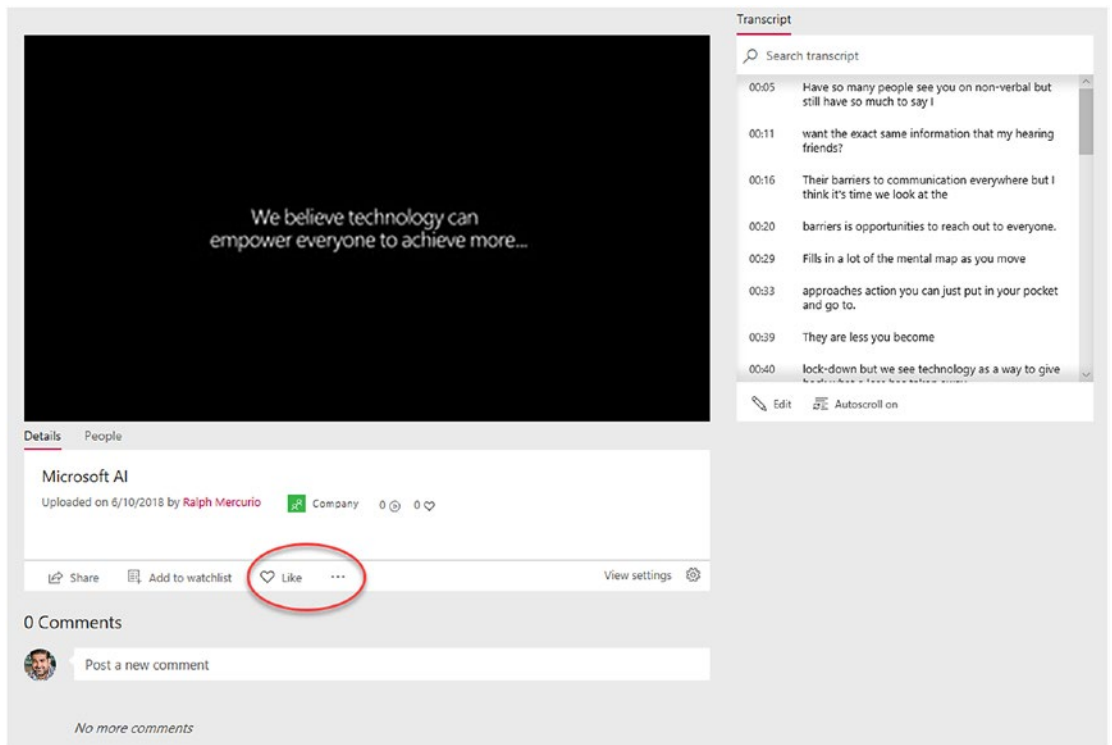 We believe technology can
empower everyone to achieve more...
Transcript
Search transcript
00:05 Have so many people see you on non-verbal but
still have so much to say I
00:11 want the exact same information that my hearing
friends?
00:16 Their barriers to communication everywhere but I
think it's time we look at the
00:20 barriers is opportunities to reach out to everyone.
00:29 Fills in a lot of the mental map as you move
00:33 approaches action you can just put in your pocket
and go to.
00:39 They are less you become
00:40 lock-down but we see technology as a way to give
Edit Autoscroll on
Details People
Microsoft AI
Uploaded on 6/10/2018 by Ralph Mercurio Company 0 0
Share Add to watchlist Like ... View settings
0 Comments
Post a new comment
No more comments